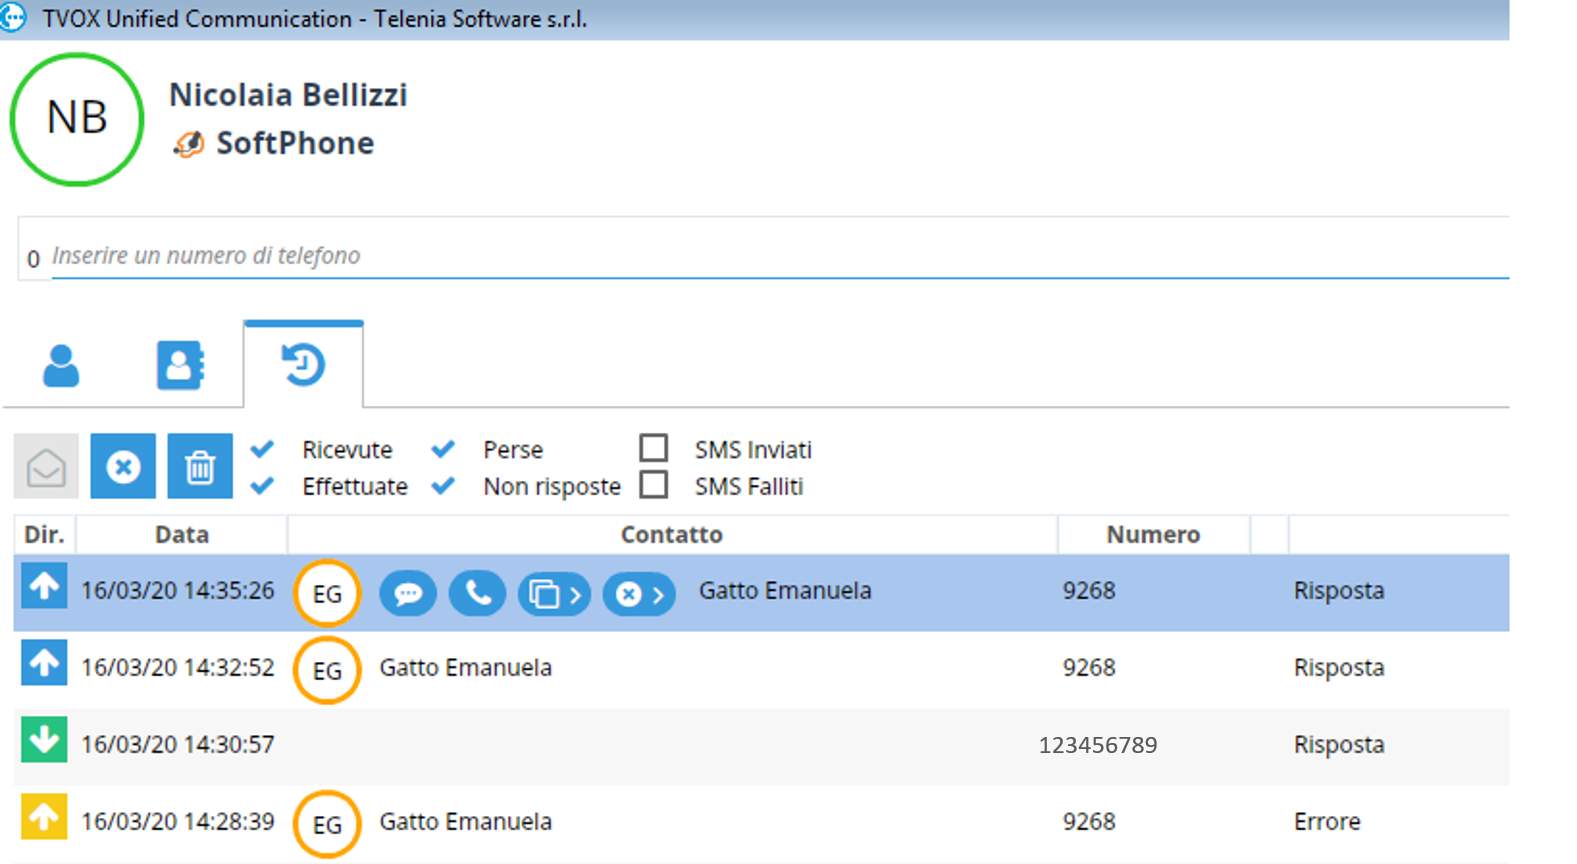 TVOX Unified Communication - Telenia Software s.r.l.
NB
Nicolaia Bellizzi
SoftPhone
0 Inserire un numero di telefono
Ricevute Perse SMS Inviati
Effettuate Non risposte SMS Falliti
Dir. Data Contatto Numero
16/03/20 14:35:26 EG Gatto Emanuela 9268 Risposta
16/03/20 14:32:52 EG Gatto Emanuela 9268 Risposta
16/03/20 14:30:57 123456789 Risposta
16/03/20 14:28:39 EG Gatto Emanuela 9268 Errore